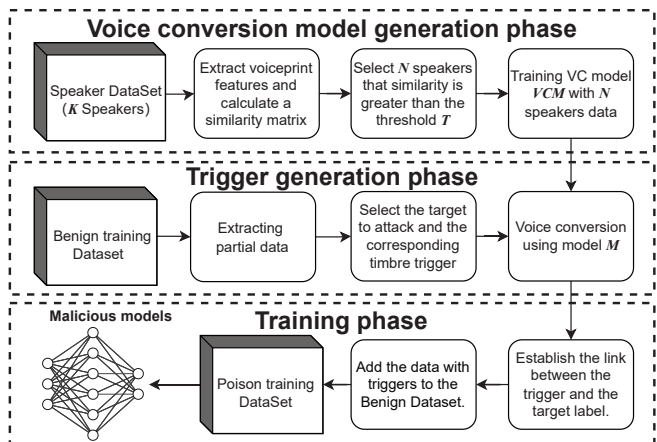 Voice conversion model generation phase
Speaker DataSet
(K Speakers)
Extract voiceprint
features and
calculate a
similarity matrix
Select N speakers
that similarity is
greater than the
threshold T
Training VC model
VCM with N
speakers data
Trigger generation phase
Benign training
Dataset
Extracting
partial data
Select the target
to attack and the
corresponding
timbre trigger
Voice conversion
using model M
Training phase
Malicious models
Poison training
DataSet
Add the data with
triggers to the
Benign Dataset.
Establish the link
between the
trigger and the
target label.